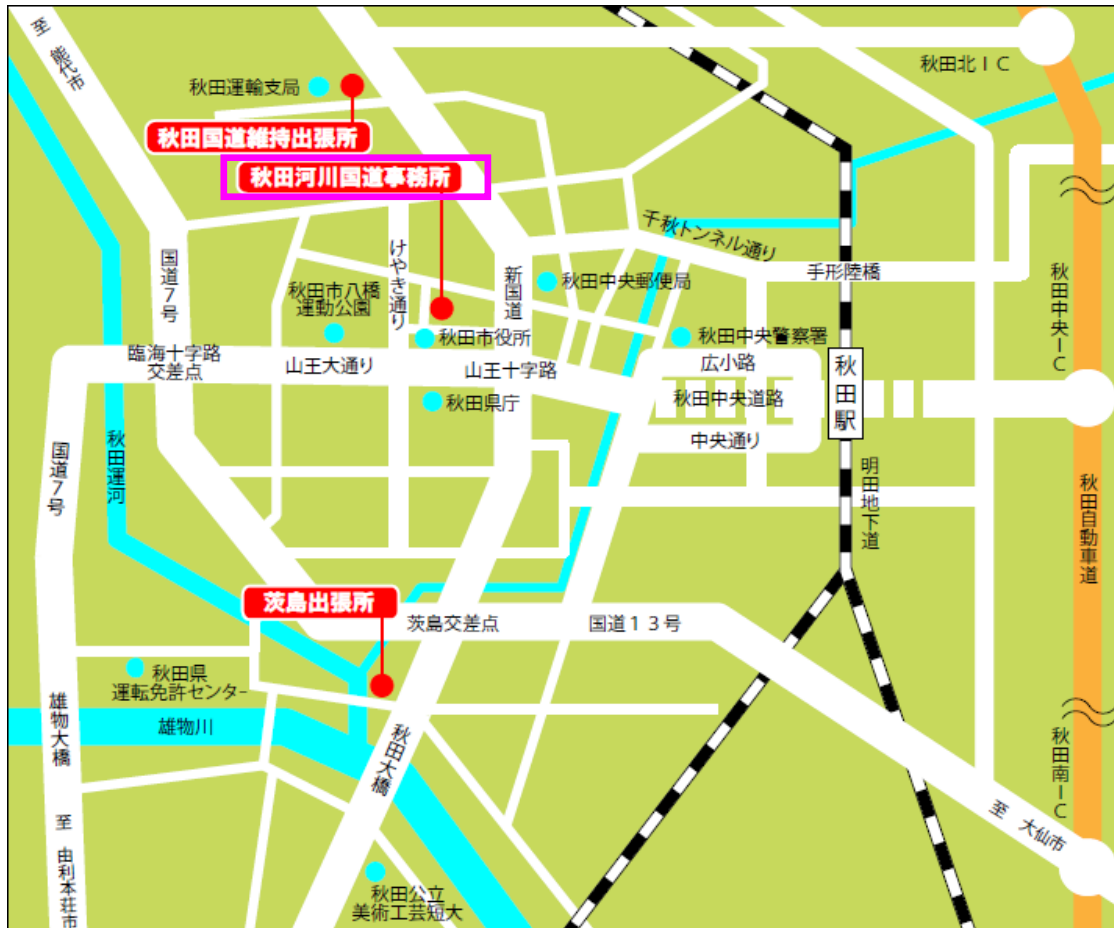 至 能代市
秋田運輸支局
秋田北IC
秋田国道維持出張所
秋田河川国道事務所
千秋トンネル通り
手形陸橋
国道7号
けやき通り
新国道
秋田中央郵便局
秋田市八橋
運動公園
秋田中央IC
秋田市役所
秋田中央警察署
臨海十字路
交差点
山王大通り
山王十字路
広小路
秋田駅
秋田県庁
秋田中央道路
中央通り
国道7号
秋田運河
明田地下道
秋田自動車道
茨島出張所
茨島交差点
国道13号
秋田県
運転免許センター
雄物大橋
雄物川
秋田大橋
秋田南IC
至 由利本荘市
至 大仙市
秋田公立
美術工芸短大